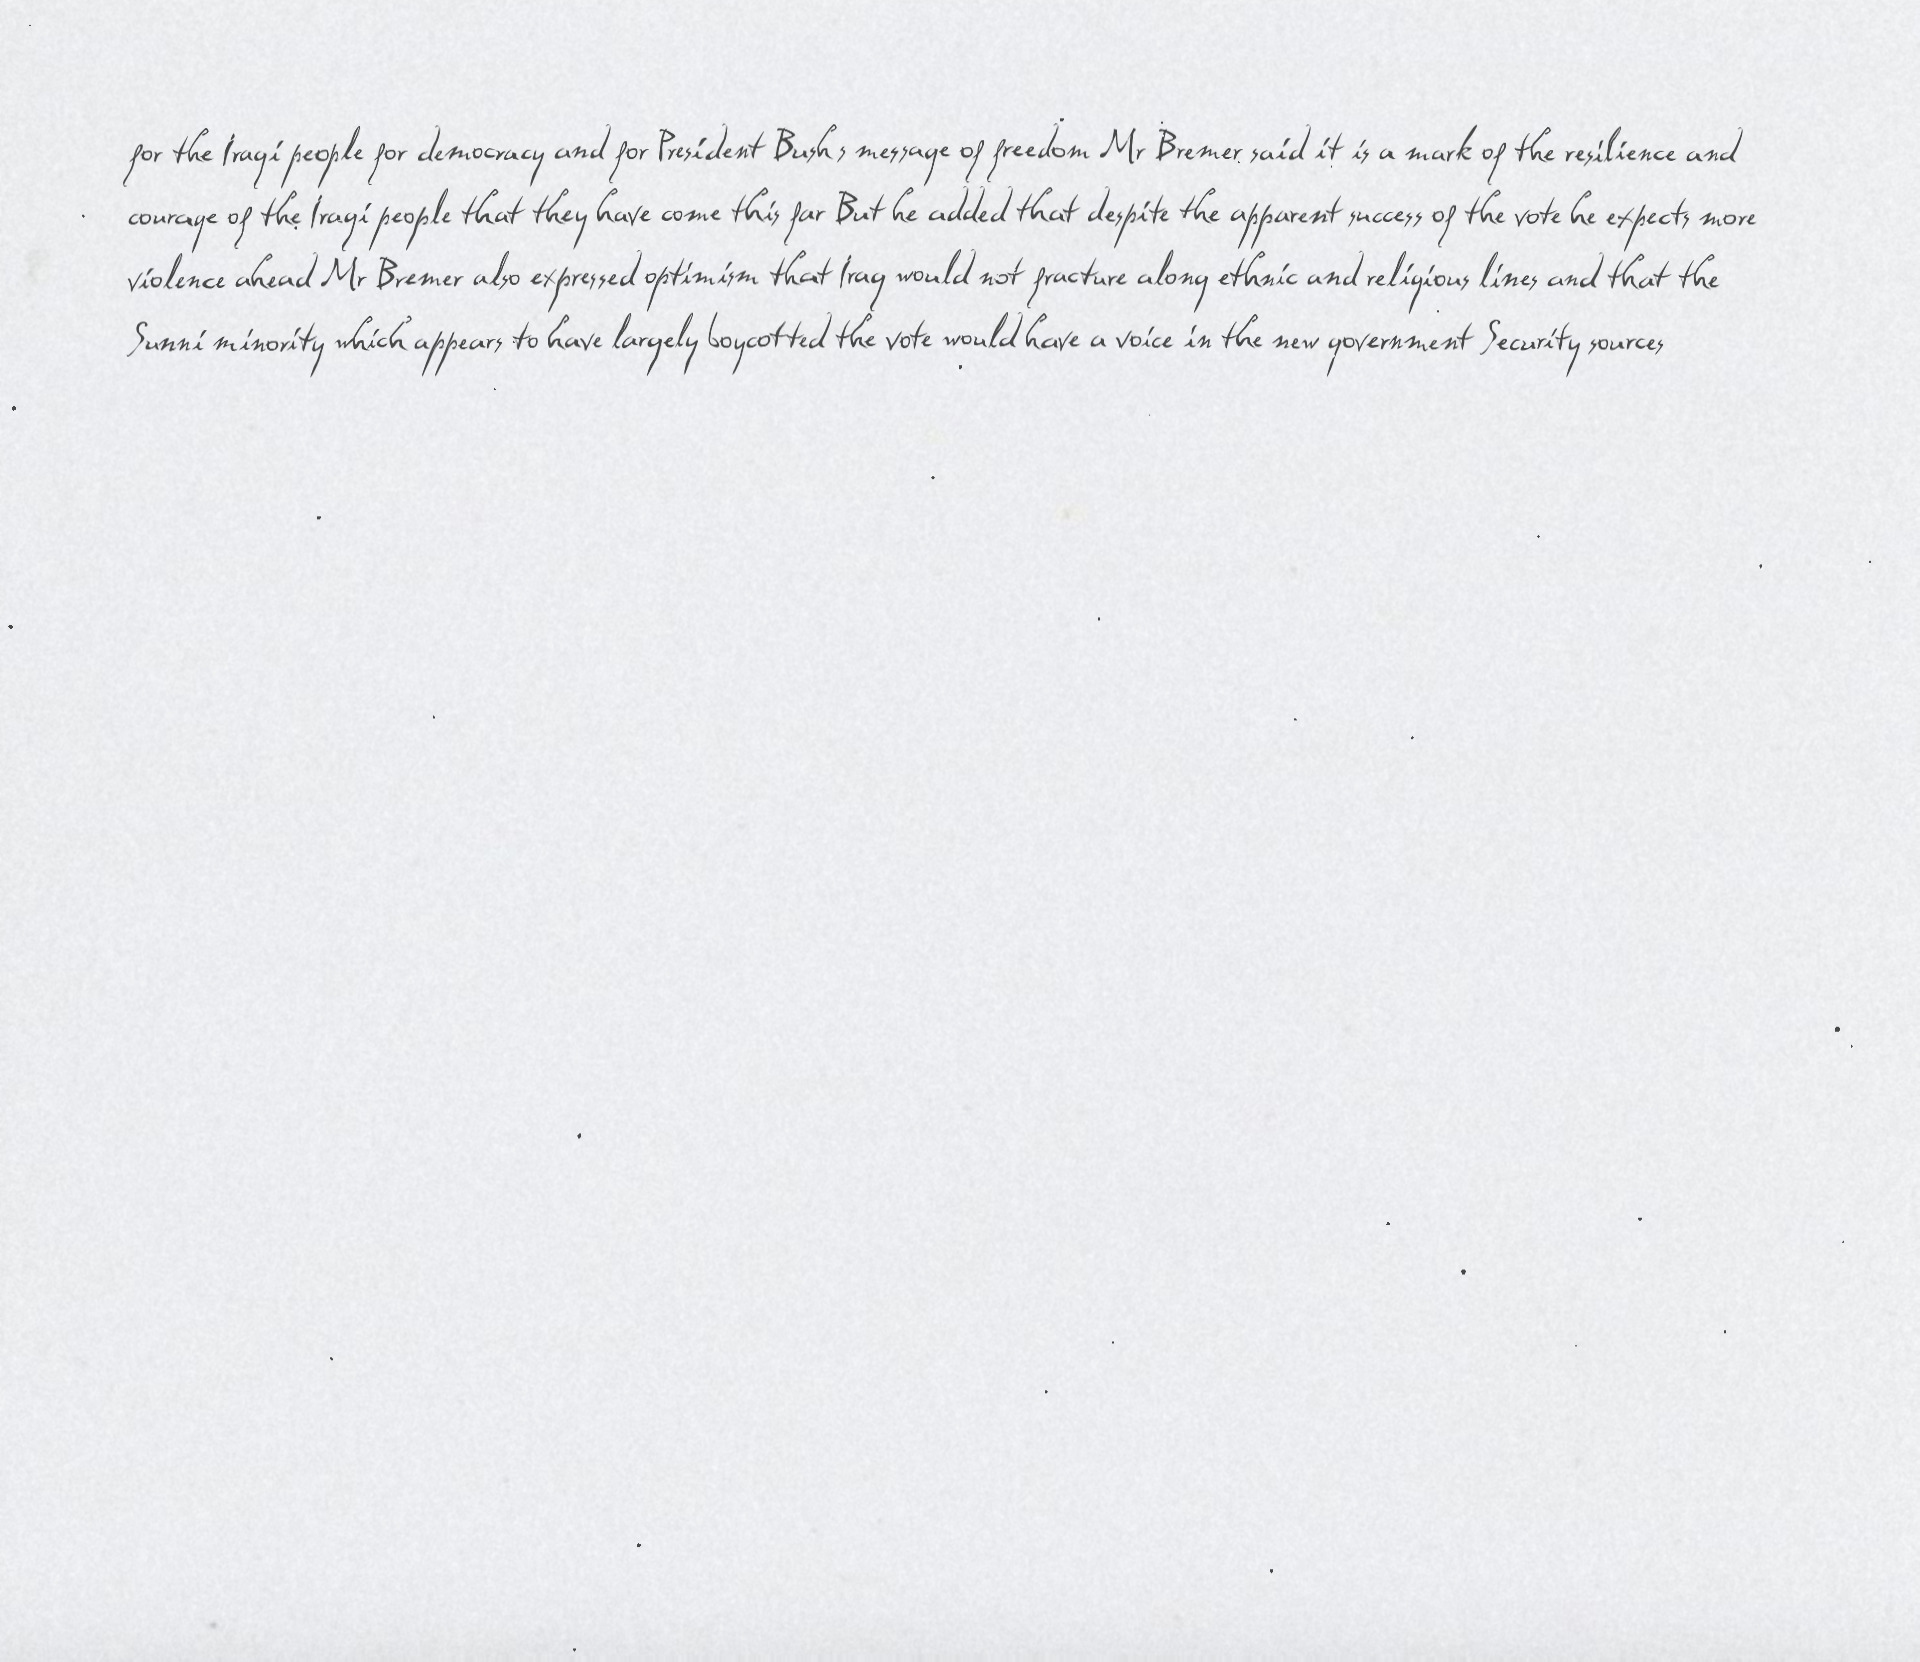 for the Iraqi people for democracy and for President Bush s message of freedom Mr Bremer said it is a mark of the resilience and
courage of the Iraqi people that they have come this far But he added that despite the apparent success of the vote he expects more
violence ahead Mr Bremer also expressed optimism that Iraq would not fracture along ethnic and religious lines and that the
Sunni minority which appears to have largely boycotted the vote would have a voice in the new government Security sources